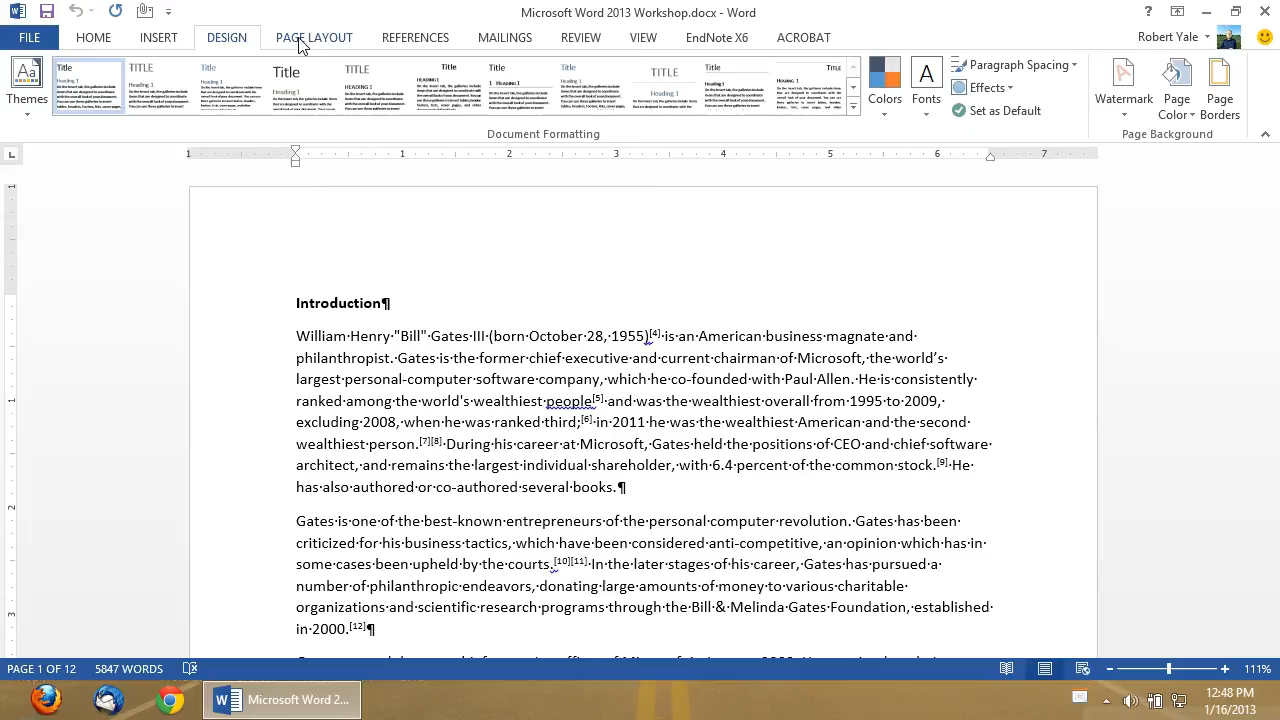 Microsoft Word 2013 Workshop.docx - Word
FILE
HOME
INSERT
DESIGN
PAGE LAYOUT
REFERENCES
MAILINGS
REVIEW
VIEW
EndNote X6
ACROBAT
Robert Yale
Themes
Title
Heading 1
TITLE
Heading 1
Title
Heading 1
Title
Heading 1
TITLE
HEADING 1
Title
HEADING 1
Title
1 Heading 1
Title
Heading 1
TITLE
Heading 1
Title
Heading 1
Title
HEADING 1
Colors
Fonts
Paragraph Spacing
Effects
Set as Default
Watermark
Page
Color
Page
Borders
Document Formatting
Page Background
1 1 2 3 4 5 6 7
Introduction¶
William·Henry·"Bill"·Gates·III·(born·October·28,·1955)[4]·is·an·American·business·magnate·and·
philanthropist.·Gates·is·the·former·chief·executive·and·current·chairman·of·Microsoft,·the·world’s·
largest·personal-computer·software·company,·which·he·co-founded·with·Paul·Allen.·He·is·consistently·
ranked·among·the·world's·wealthiest·people[5]·and·was·the·wealthiest·overall·from·1995·to·2009,·
excluding·2008,·when·he·was·ranked·third;[6]·in·2011·he·was·the·wealthiest·American·and·the·second·
wealthiest·person.[7][8]·During·his·career·at·Microsoft,·Gates·held·the·positions·of·CEO·and·chief·software·
architect,·and·remains·the·largest·individual·shareholder,·with·6.4·percent·of·the·common·stock.[9]·He·
has·also·authored·or·co-authored·several·books.¶
Gates·is·one·of·the·best-known·entrepreneurs·of·the·personal·computer·revolution.·Gates·has·been·
criticized·for·his·business·tactics,·which·have·been·considered·anti-competitive,·an·opinion·which·has·in·
some·cases·been·upheld·by·the·courts.[10][11]·In·the·later·stages·of·his·career,·Gates·has·pursued·a·
number·of·philanthropic·endeavors,·donating·large·amounts·of·money·to·various·charitable·
organizations·and·scientific·research·programs·through·the·Bill·&·Melinda·Gates·Foundation,·established·
in·2000.[12]¶
PAGE 1 OF 12
5847 WORDS
111%
Microsoft Word 2...
12:48 PM
1/16/2013